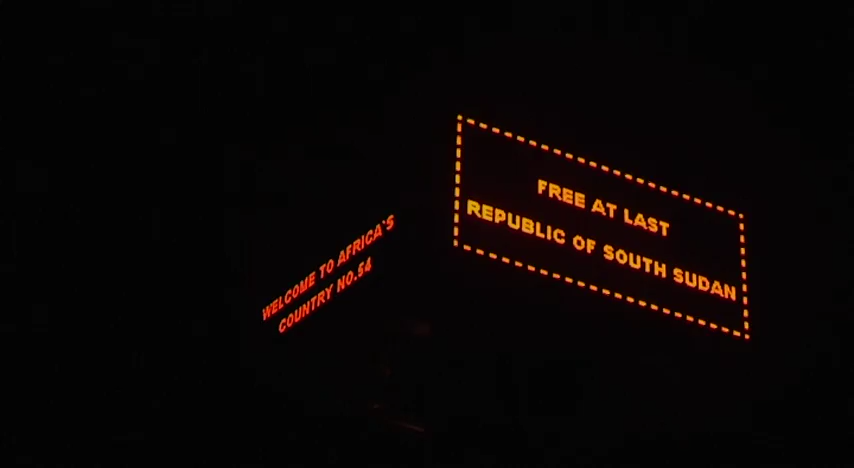 WELCOME TO AFRICA'S
COUNTRY NO.54
FREE AT LAST
REPUBLIC OF SOUTH SUDAN